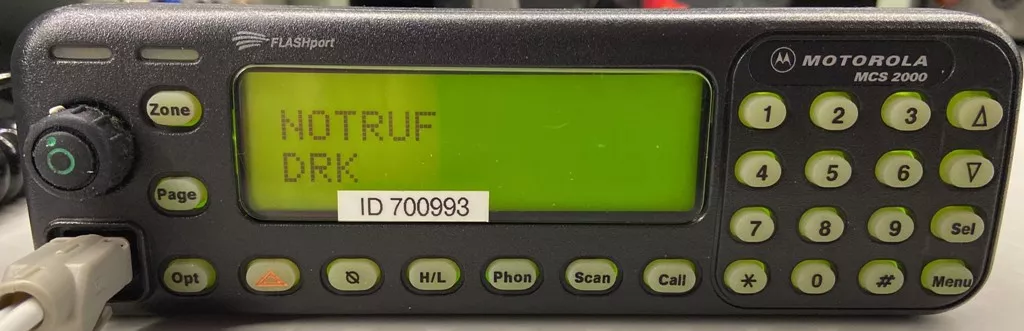 FLASHport
MOTOROLA
MCS 2000
Zone
Page
NOTRUF
DRK
ID 700993
1 2 3
4 5 6
7 8 9 Sel
* 0 # Menu
Opt Ø H/L Phon Scan Call